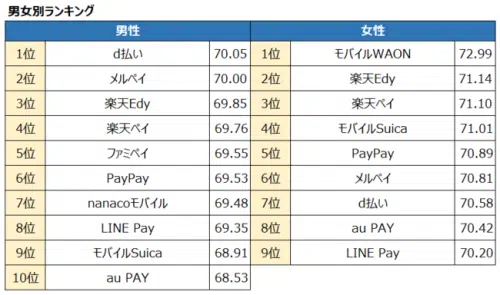 男女別ランキング
男性 女性
1位 d払い 70.05 1位 モバイルWAON 72.99
2位 メルペイ 70.00 2位 楽天Edy 71.14
3位 楽天Edy 69.85 3位 楽天ペイ 71.10
4位 楽天ペイ 69.76 4位 モバイルSuica 71.01
5位 ファミペイ 69.55 5位 PayPay 70.89
6位 PayPay 69.53 6位 メルペイ 70.81
7位 nanacoモバイル 69.48 7位 d払い 70.58
8位 LINE Pay 69.35 8位 au PAY 70.42
9位 モバイルSuica 68.91 9位 LINE Pay 70.20
10位 au PAY 68.53